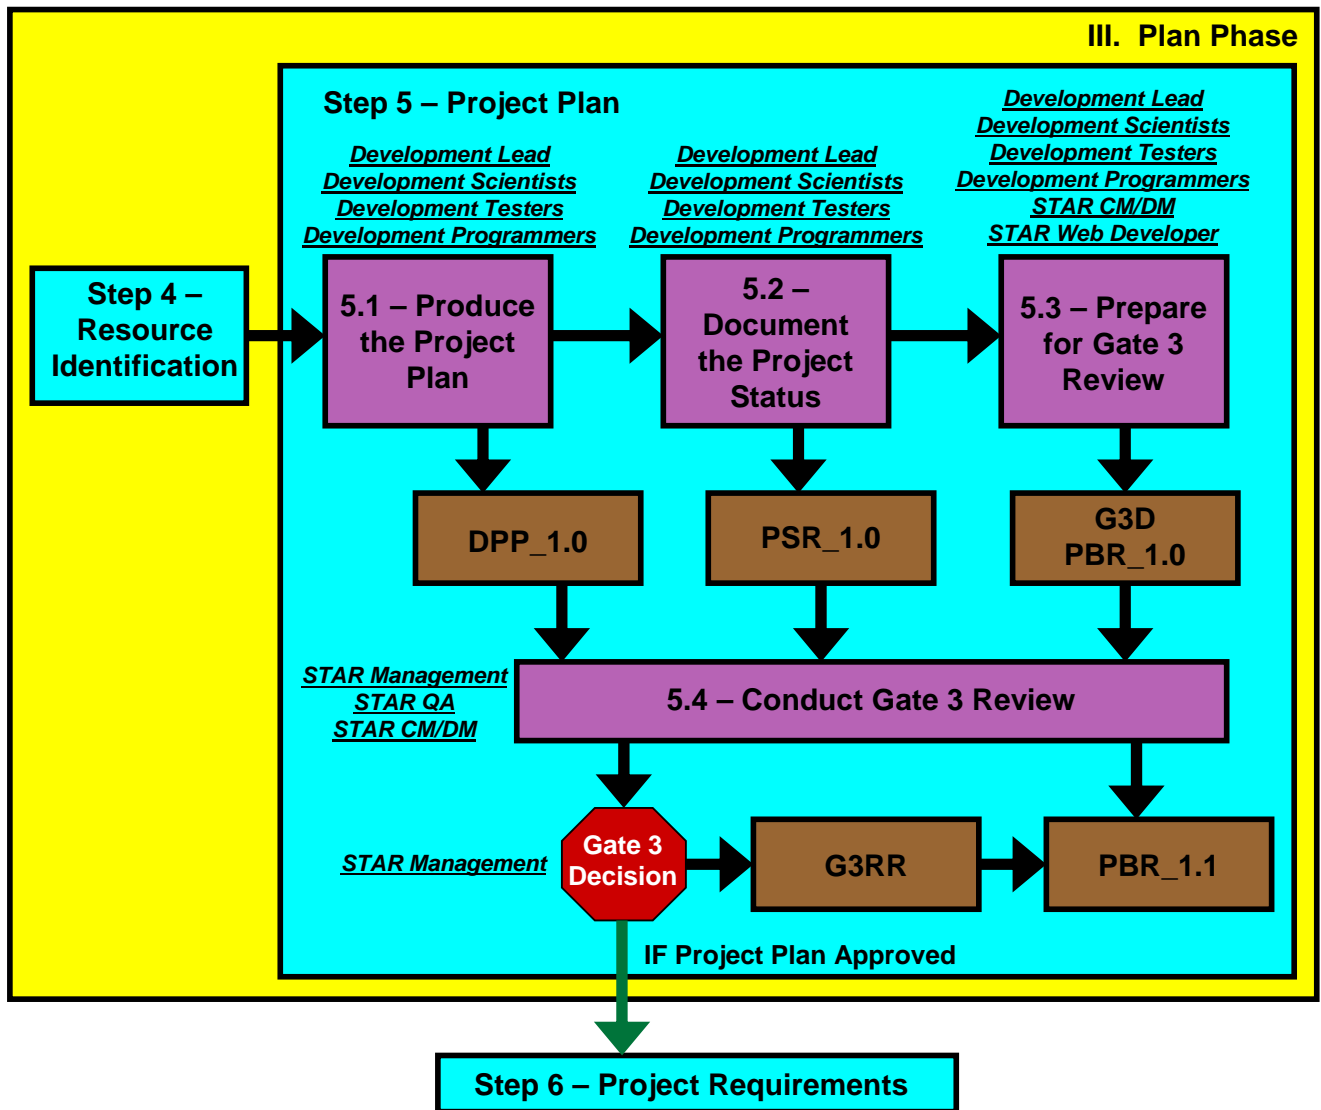 III. Plan Phase
Step 5 – Project Plan
Development Lead
Development Scientists
Development Testers
Development Programmers
Development Lead
Development Scientists
Development Testers
Development Programmers
Development Lead
Development Scientists
Development Testers
Development Programmers
STAR CM/DM
STAR Web Developer
Step 4 –
Resource
Identification
5.1 – Produce
the Project
Plan
5.2 –
Document
the Project
Status
5.3 – Prepare
for Gate 3
Review
DPP_1.0
PSR_1.0
G3D
PBR_1.0
STAR Management
STAR QA
STAR CM/DM
5.4 – Conduct Gate 3 Review
STAR Management
Gate 3
Decision
G3RR
PBR_1.1
IF Project Plan Approved
Step 6 – Project Requirements